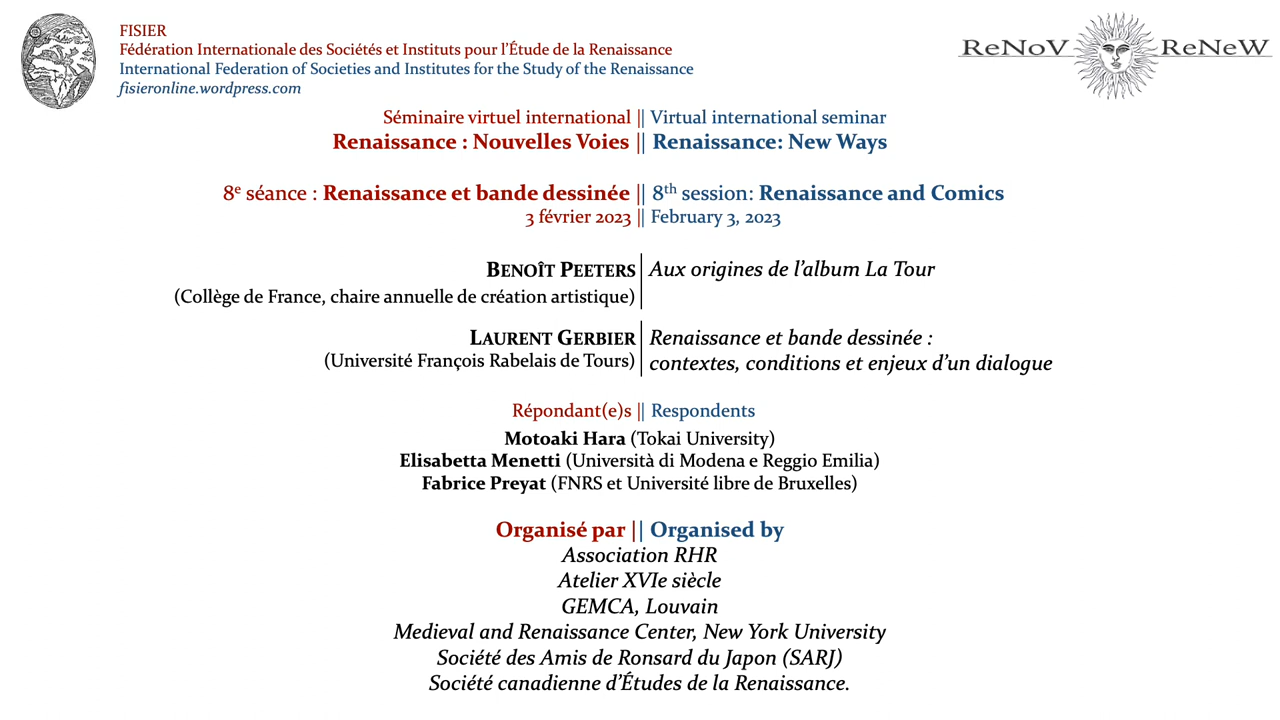 FISIER
Fédération Internationale des Sociétés et Instituts pour l’Étude de la Renaissance
International Federation of Societies and Institutes for the Study of the Renaissance
fisieronline.wordpress.com
ReNoV ReNeW
Séminaire virtuel international || Virtual international seminar
Renaissance : Nouvelles Voies || Renaissance: New Ways
8e séance : Renaissance et bande dessinée || 8th session: Renaissance and Comics
3 février 2023 || February 3, 2023
BENOÎT PEETERS | Aux origines de l’album La Tour
(Collège de France, chaire annuelle de création artistique)
LAURENT GERBIER | Renaissance et bande dessinée :
(Université François Rabelais de Tours) | contextes, conditions et enjeux d’un dialogue
Répondant(e)s || Respondents
Motoaki Hara (Tokai University)
Elisabetta Menetti (Università di Modena e Reggio Emilia)
Fabrice Preyat (FNRS et Université libre de Bruxelles)
Organisé par || Organised by
Association RHR
Atelier XVIe siècle
GEMCA, Louvain
Medieval and Renaissance Center, New York University
Société des Amis de Ronsard du Japon (SARJ)
Société canadienne d’Études de la Renaissance.